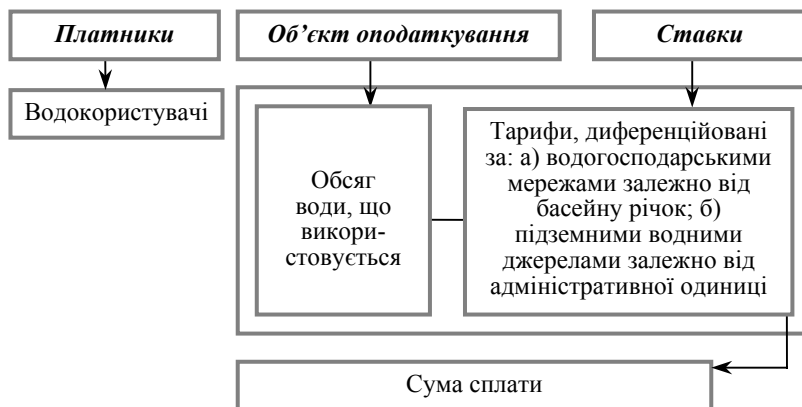 Платники
Об’єкт оподаткування
Ставки
Водокористувачі
Обсяг
води, що
викори-
стовується
Тарифи, диференційовані
за: а) водогосподарськими
мережами залежно від
басейну річок; б)
підземними водними
джерелами залежно від
адміністративної одиниці
Сума сплати